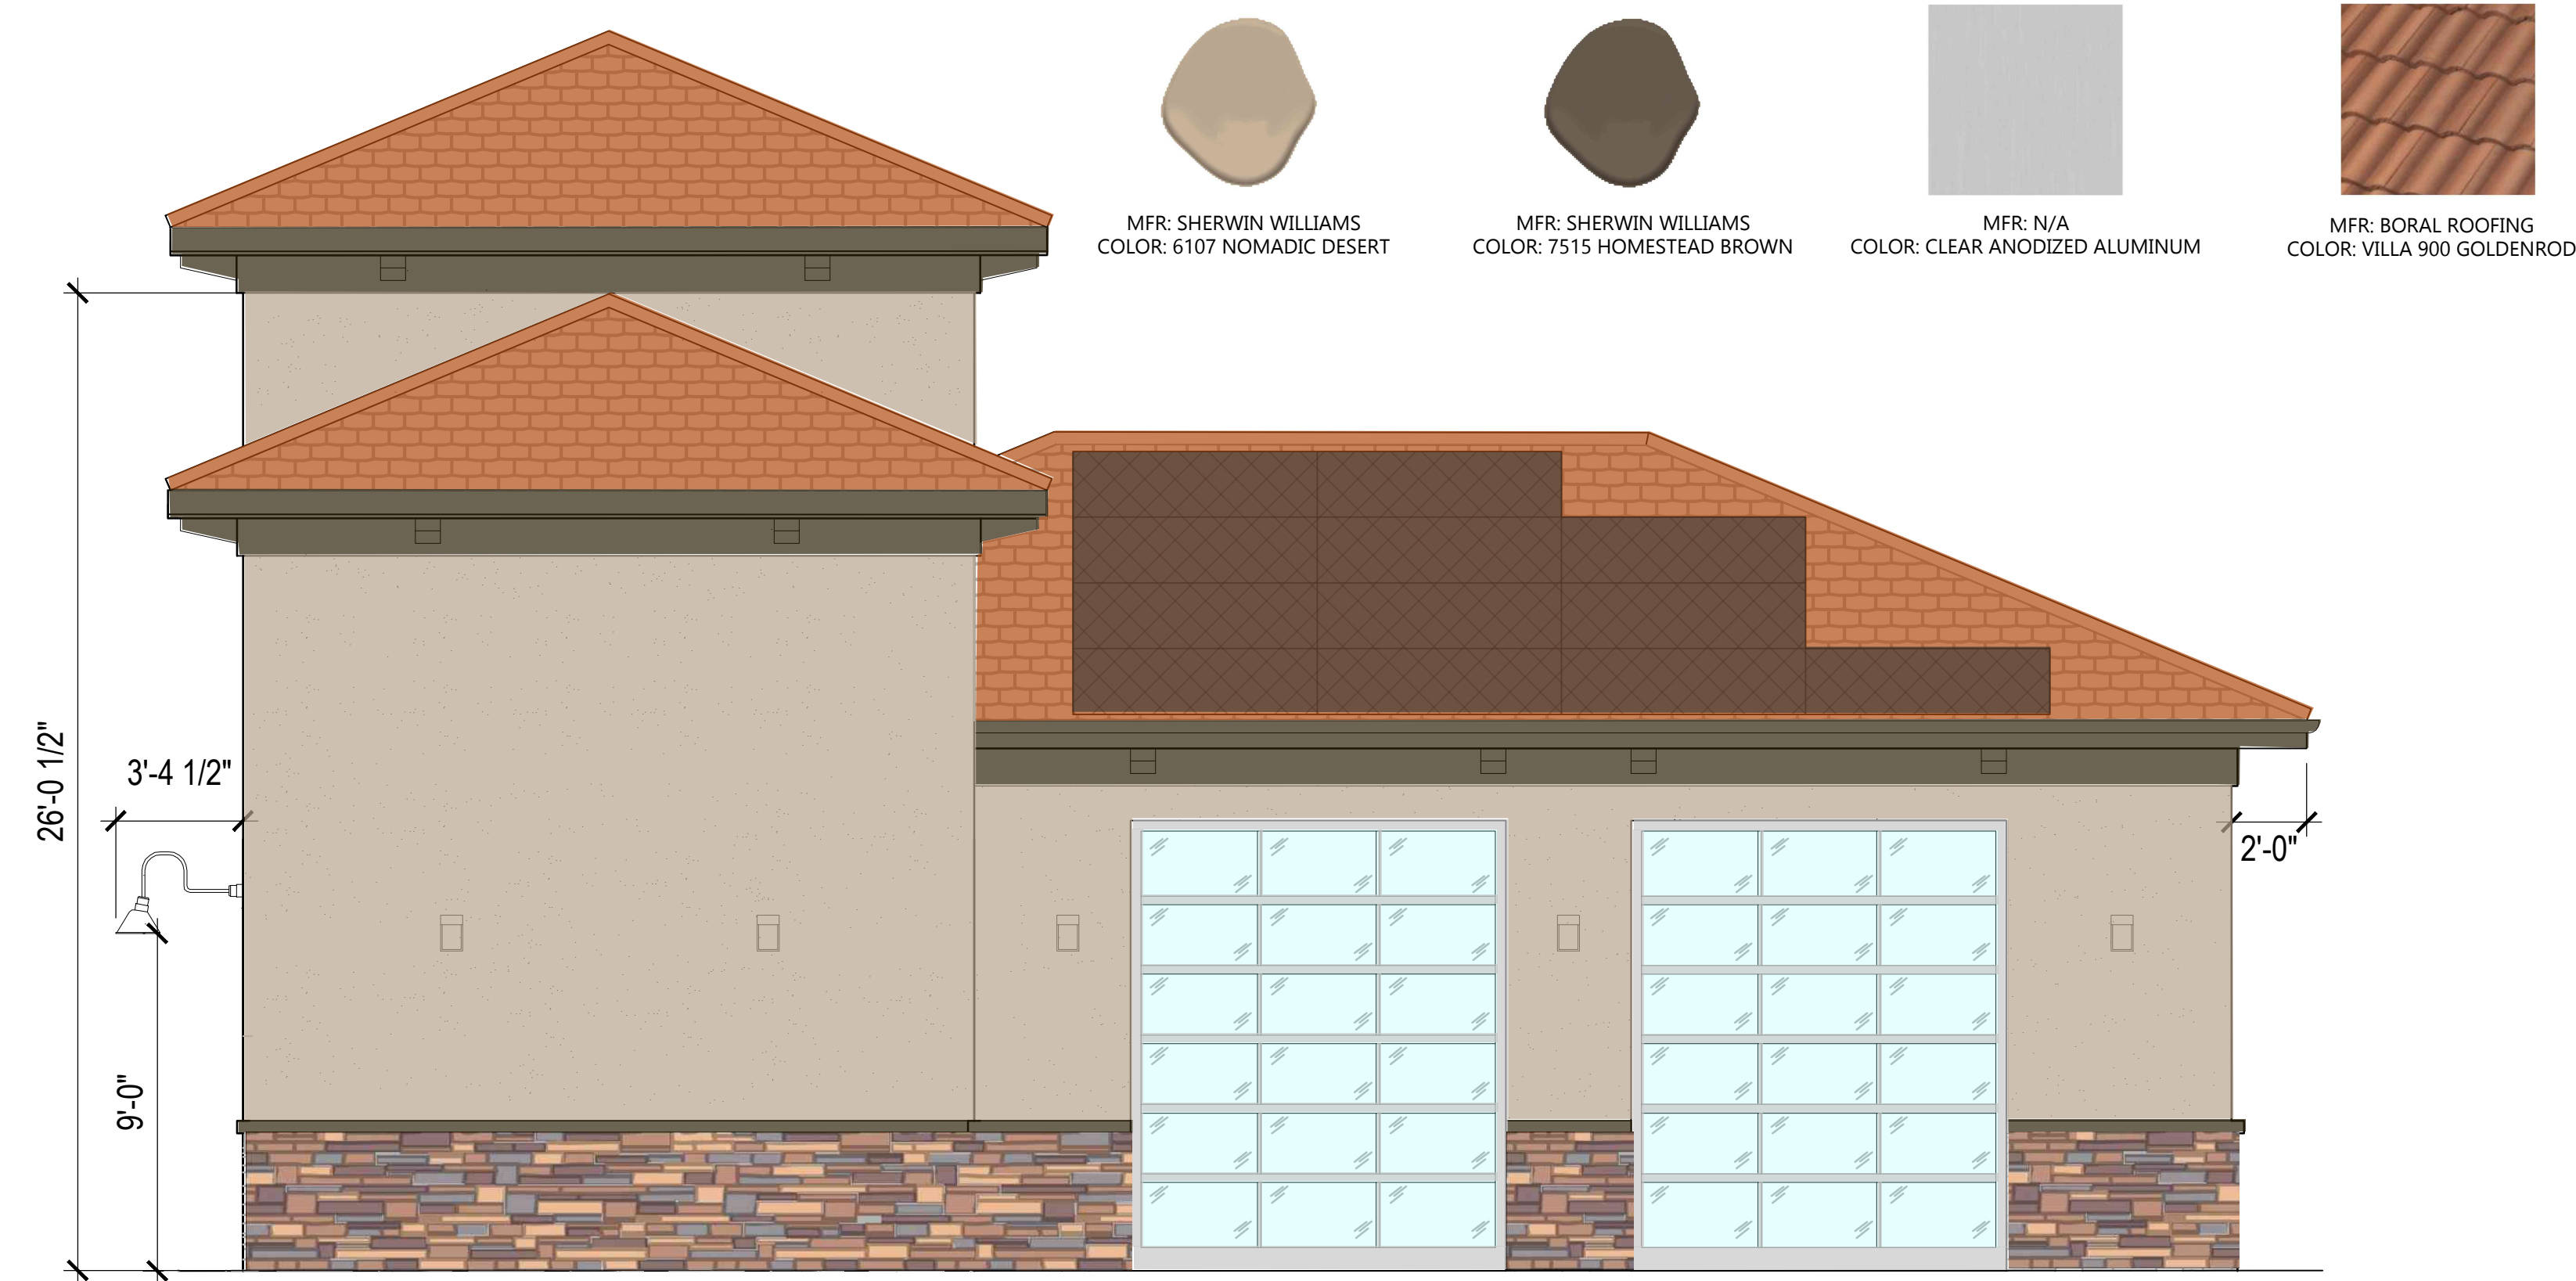 MFR: SHERWIN WILLIAMS
COLOR: 6107 NOMADIC DESERT
MFR: SHERWIN WILLIAMS
COLOR: 7515 HOMESTEAD BROWN
MFR: N/A
COLOR: CLEAR ANODIZED ALUMINUM
MFR: BORAL ROOFING
COLOR: VILLA 900 GOLDENROD
26'-0 1/2"
3'-4 1/2"
9'-0"
2'-0"